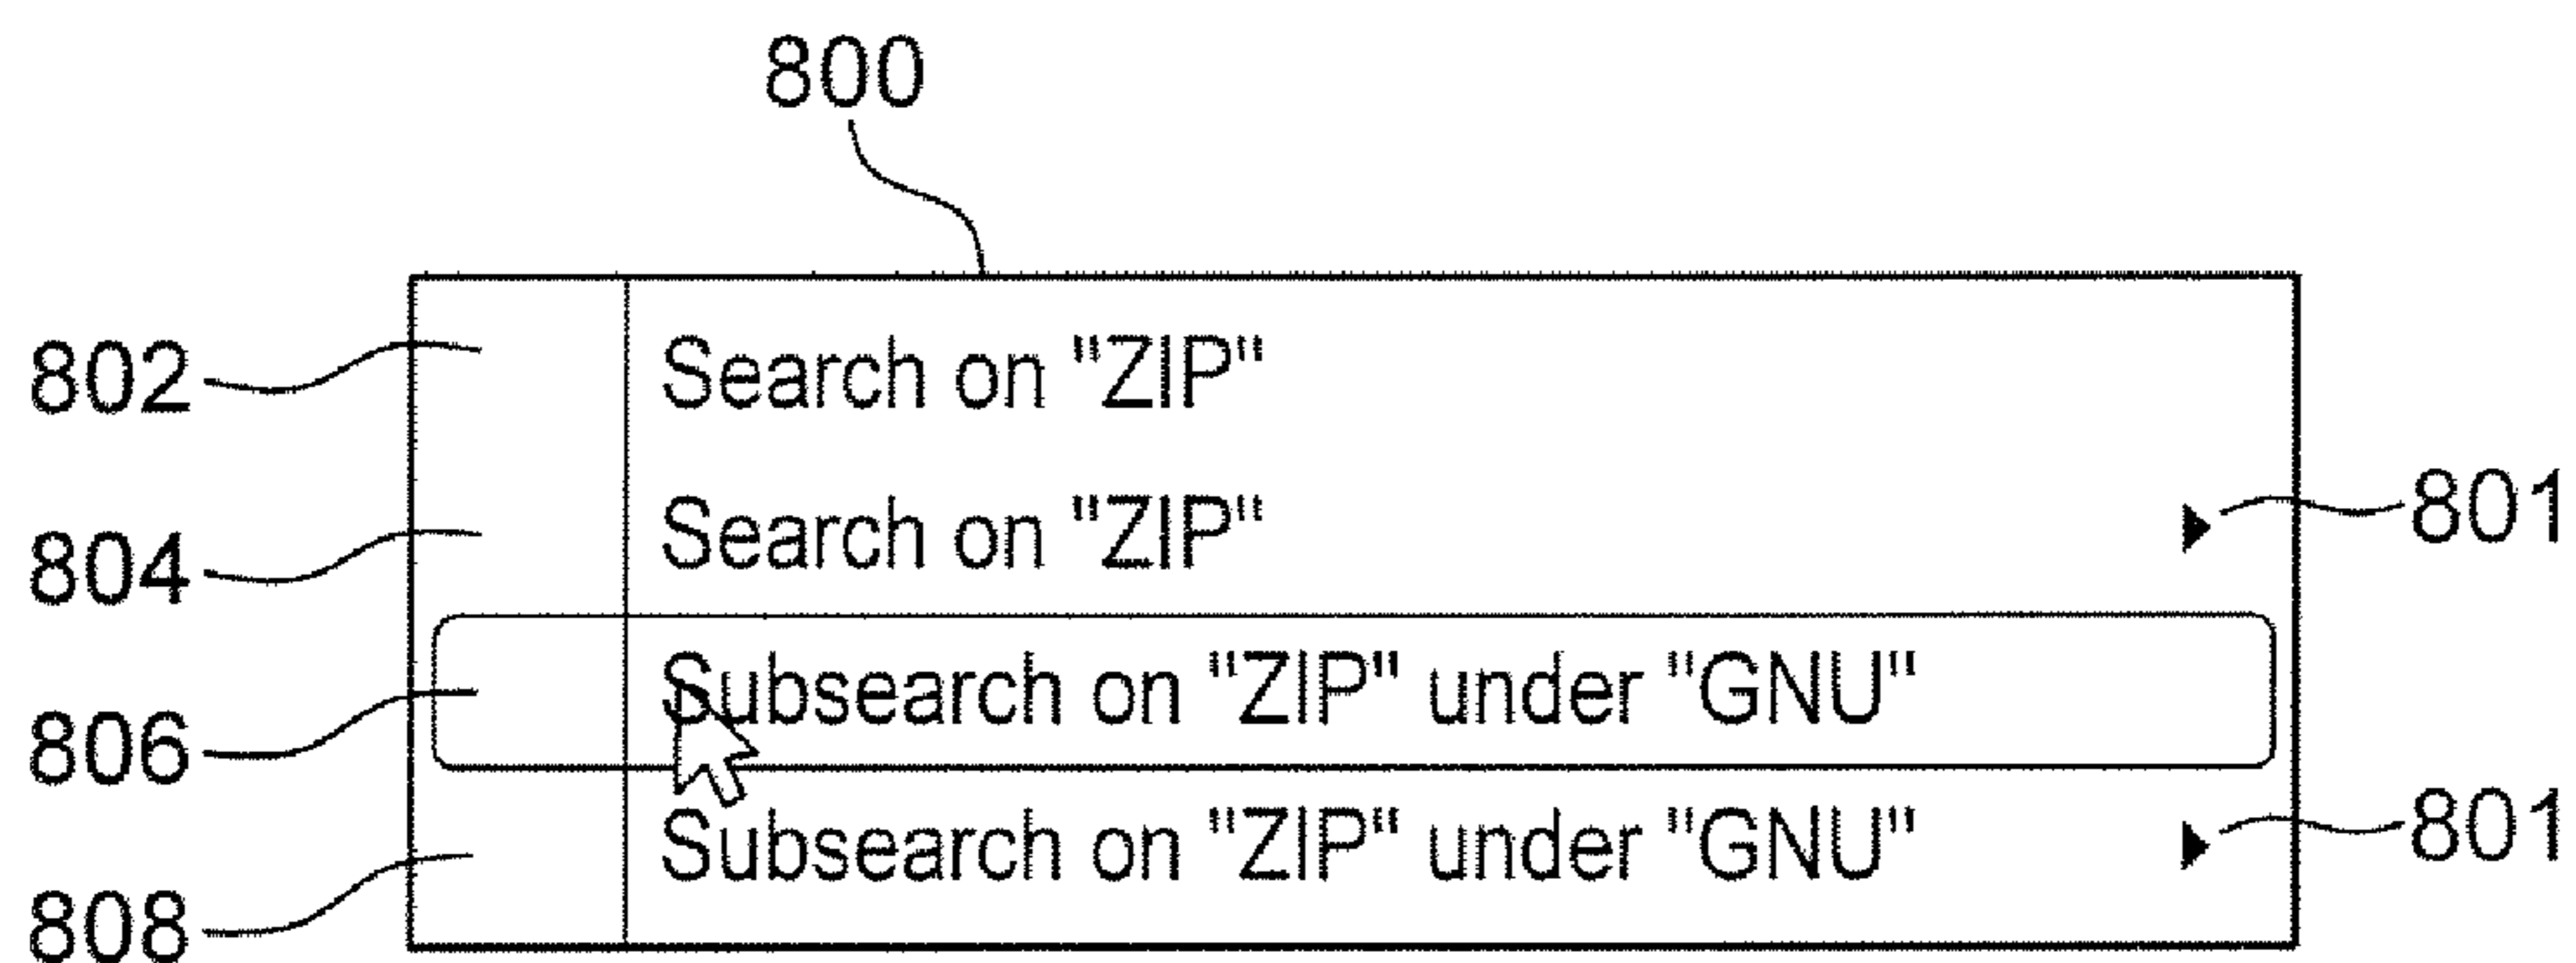 800
802 Search on "ZIP"
804 Search on "ZIP" 801
806 Subsearch on "ZIP" under "GNU"
808 Subsearch on "ZIP" under "GNU" 801